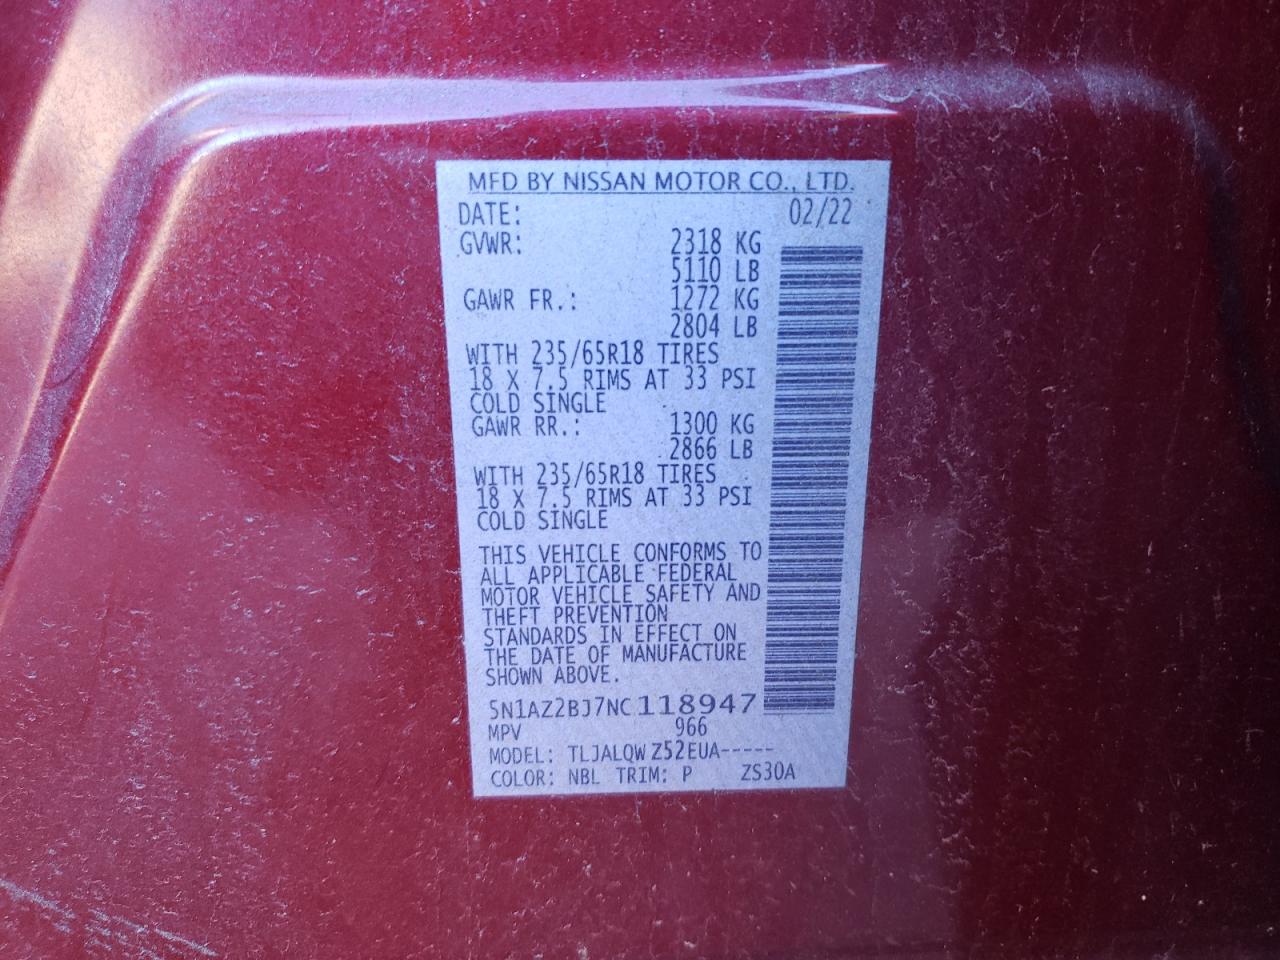 MFD BY NISSAN MOTOR CO., LTD.
DATE: 02/22
GVWR: 2318 KG
5110 LB
GAWR FR.: 1272 KG
2804 LB
WITH 235/65R18 TIRES
18 X 7.5 RIMS AT 33 PSI
COLD SINGLE
GAWR RR.: 1300 KG
2866 LB
WITH 235/65R18 TIRES
18 X 7.5 RIMS AT 33 PSI
COLD SINGLE
THIS VEHICLE CONFORMS TO
ALL APPLICABLE FEDERAL
MOTOR VEHICLE SAFETY AND
THEFT PREVENTION
STANDARDS IN EFFECT ON
THE DATE OF MANUFACTURE
SHOWN ABOVE.
5N1AZ2BJ7NC118947
MPV 966
MODEL: TLJALQW Z52EUA-----
COLOR: NBL TRIM: P ZS30A